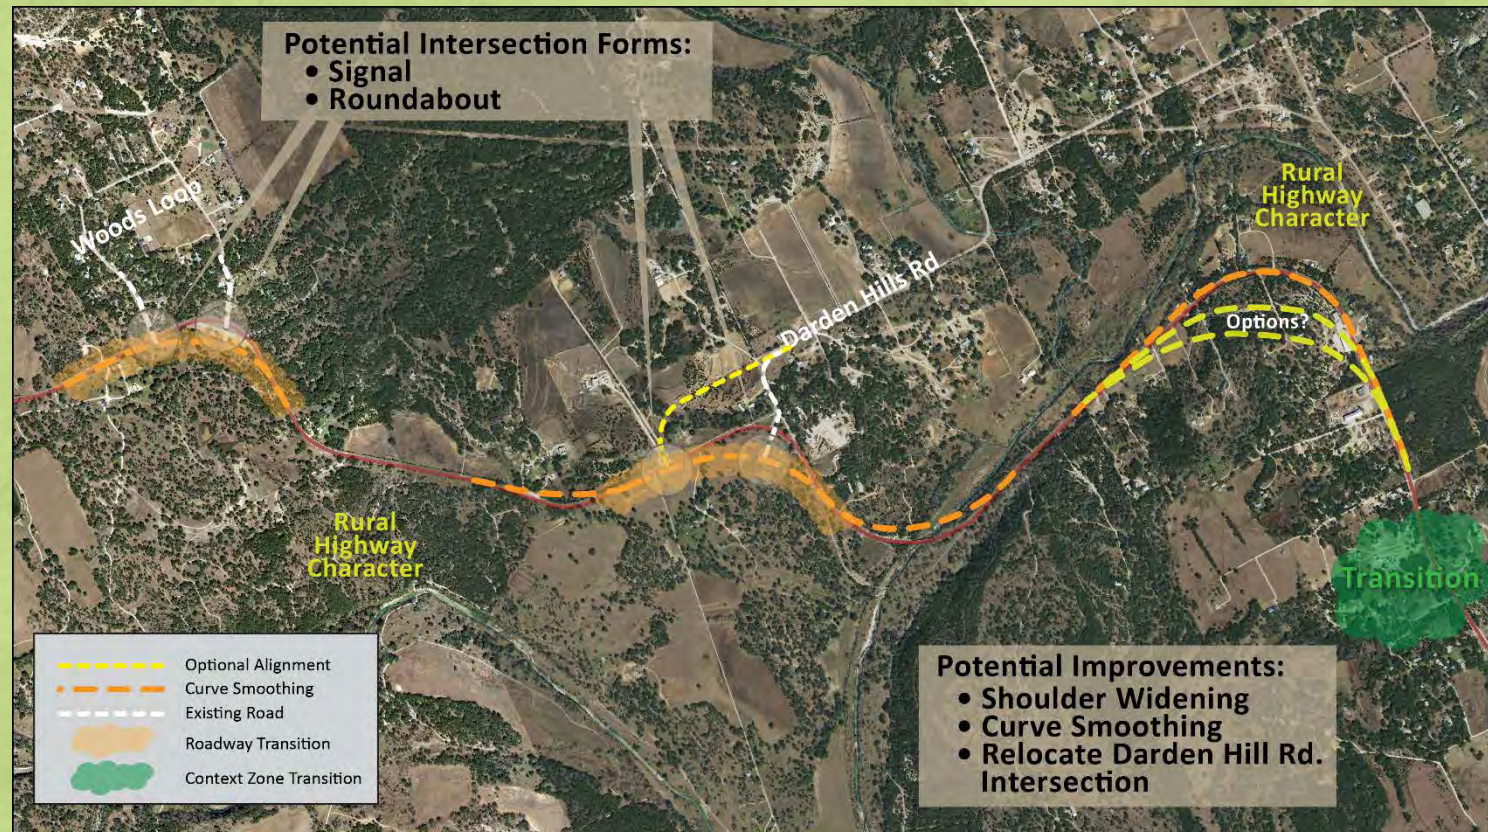 Potential Intersection Forms:
• Signal
• Roundabout
Woods Loop
Rural
Highway
Character
Darden Hills Rd
Options?
Rural
Highway
Character
Transition
Optional Alignment
Curve Smoothing
Existing Road
Roadway Transition
Context Zone Transition
Potential Improvements:
• Shoulder Widening
• Curve Smoothing
• Relocate Darden Hill Rd.
Intersection